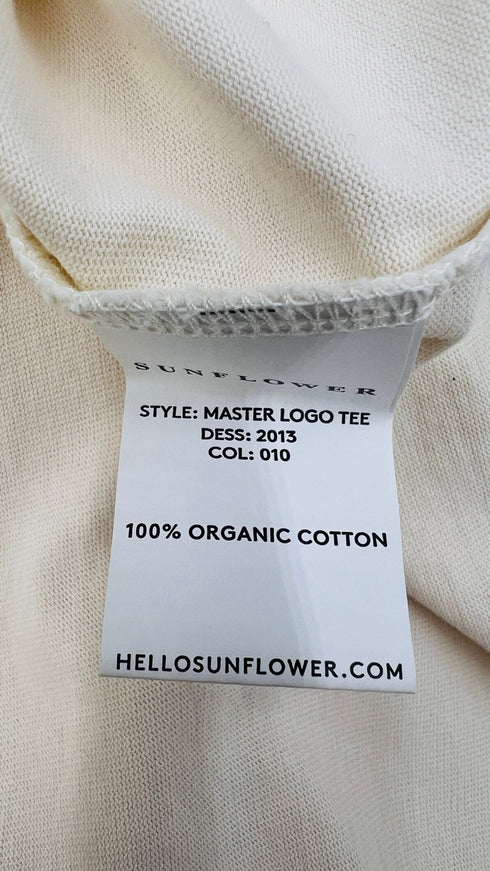 SUNFLOWER
STYLE: MASTER LOGO TEE
DESS: 2013
COL: 010
100% ORGANIC COTTON
HELLOSUNFLOWER.COM